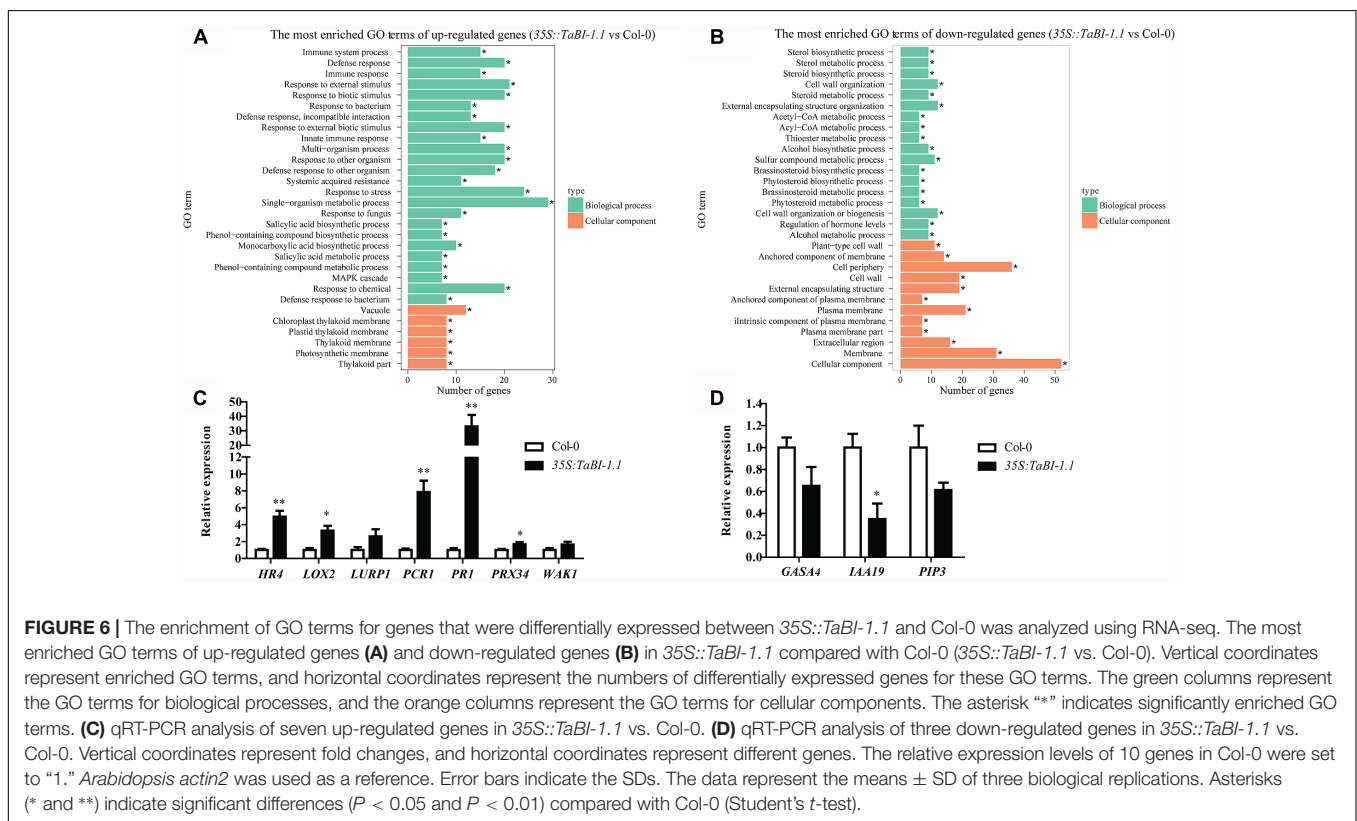 A
The most enriched GO terms of up-regulated genes (35S::TaBI-1.1 vs Col-0)
GO term
Immune system process *
Defense response *
Immune response *
Response to external stimulus *
Response to biotic stimulus *
Response to bacterium *
Defense response, incompatible interaction *
Response to external biotic stimulus *
Innate immune response *
Multi-organism process *
Response to other organism *
Defense response to other organism *
Systemic acquired resistance *
Response to stress *
Single-organism metabolic process *
Response to fungus *
Salicylic acid biosynthetic process *
Phenol-containing compound biosynthetic process *
Monocarboxylic acid biosynthetic process *
Salicylic acid metabolic process *
Phenol-containing compound metabolic process *
MAPK cascade *
Response to chemical *
Defense response to bacterium *
Vacuole *
Chloroplast thylakoid membrane *
Plastid thylakoid membrane *
Thylakoid membrane *
Photosynthetic membrane *
Thylakoid part *
0 10 20 30
Number of genes
type
Biological process
Cellular component
B
The most enriched GO terms of down-regulated genes (35S::TaBI-1.1 vs Col-0)
GO term
Sterol biosynthetic process *
Sterol metabolic process *
Steroid biosynthetic process *
Cell wall organization *
Steroid metabolic process *
External encapsulating structure organization *
Acetyl-CoA metabolic process *
Acyl-CoA metabolic process *
Thioester metabolic process *
Alcohol biosynthetic process *
Sulfur compound metabolic process *
Brassinosteroid biosynthetic process *
Phytosteroid biosynthetic process *
Brassinosteroid metabolic process *
Phytosteroid metabolic process *
Cell wall organization or biogenesis *
Regulation of hormone levels *
Alcohol metabolic process *
Plant-type cell wall *
Anchored component of membrane *
Cell periphery *
Cell wall *
External encapsulating structure *
Anchored component of plasma membrane *
Plasma membrane *
iIntrinsic component of plasma membrane *
Plasma membrane part *
Extracellular region *
Membrane *
Cellular component *
0 10 20 30 40 50
Number of genes
type
Biological process
Cellular component
C
Relative expression
50
40
30
20
12
8
6
4
2
0
** * ** ** *
HR4 LOX2 LURP1 PCR1 PR1 PRX34 WAK1
Col-0
35S:TaBI-1.1
D
Relative expression
1.4
1.2
1.0
0.8
0.6
0.4
0.2
0.0
*
GASA4 IAA19 PIP3
Col-0
35S:TaBI-1.1
FIGURE 6 | The enrichment of GO terms for genes that were differentially expressed between 35S::TaBI-1.1 and Col-0 was analyzed using RNA-seq. The most
enriched GO terms of up-regulated genes (A) and down-regulated genes (B) in 35S::TaBI-1.1 compared with Col-0 (35S::TaBI-1.1 vs. Col-0). Vertical coordinates
represent enriched GO terms, and horizontal coordinates represent the numbers of differentially expressed genes for these GO terms. The green columns represent
the GO terms for biological processes, and the orange columns represent the GO terms for cellular components. The asterisk “*” indicates significantly enriched GO
terms. (C) qRT-PCR analysis of seven up-regulated genes in 35S::TaBI-1.1 vs. Col-0. (D) qRT-PCR analysis of three down-regulated genes in 35S::TaBI-1.1 vs.
Col-0. Vertical coordinates represent fold changes, and horizontal coordinates represent different genes. The relative expression levels of 10 genes in Col-0 were set
to “1.” Arabidopsis actin2 was used as a reference. Error bars indicate the SDs. The data represent the means ± SD of three biological replications. Asterisks
(* and **) indicate significant differences (P < 0.05 and P < 0.01) compared with Col-0 (Student’s t-test).